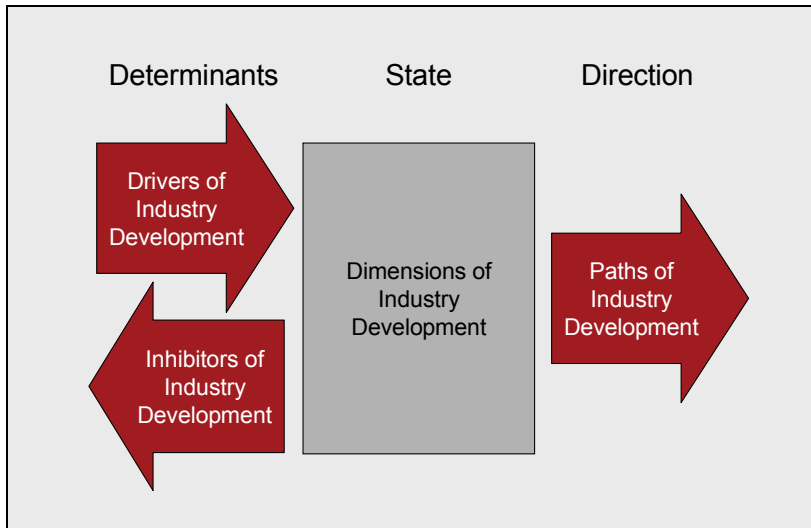 Determinants
State
Direction
Drivers of
Industry
Development
Inhibitors of
Industry
Development
Dimensions of
Industry
Development
Paths of
Industry
Development